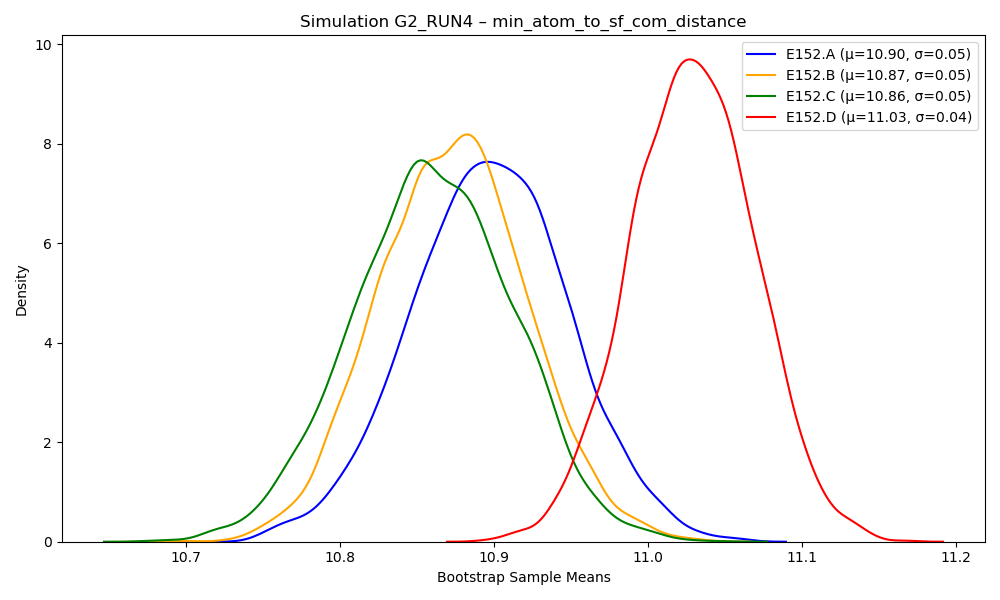 Simulation G2_RUN4 – min_atom_to_sf_com_distance
E152.A (μ=10.90, σ=0.05)
E152.B (μ=10.87, σ=0.05)
E152.C (μ=10.86, σ=0.05)
E152.D (μ=11.03, σ=0.04)
Density
10
8
6
4
2
0
10.7 10.8 10.9 11.0 11.1 11.2
Bootstrap Sample Means